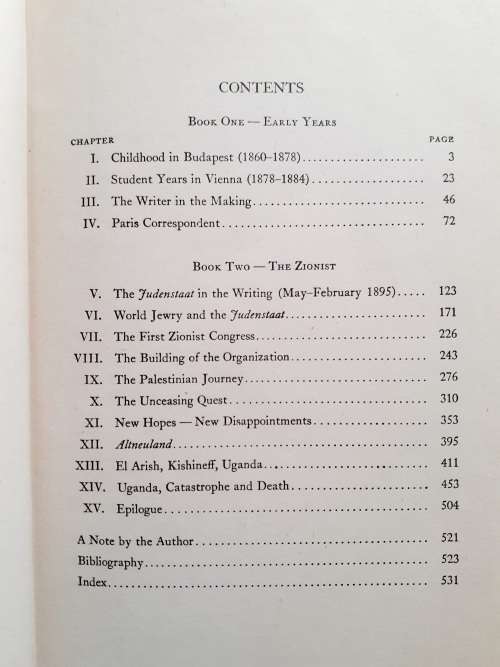 CONTENTS
BOOK ONE — EARLY YEARS
CHAPTER PAGE
I. Childhood in Budapest (1860–1878)..................... 3
II. Student Years in Vienna (1878–1884).................... 23
III. The Writer in the Making.............................. 46
IV. Paris Correspondent................................... 72
BOOK TWO — THE ZIONIST
V. The Judenstaat in the Writing (May–February 1895)..... 123
VI. World Jewry and the Judenstaat......................... 171
VII. The First Zionist Congress............................. 226
VIII. The Building of the Organization....................... 243
IX. The Palestinian Journey................................ 276
X. The Unceasing Quest................................... 310
XI. New Hopes — New Disappointments.................... 353
XII. Altneuland............................................ 395
XIII. El Arish, Kishineff, Uganda............................ 411
XIV. Uganda, Catastrophe and Death........................ 453
XV. Epilogue.............................................. 504
A Note by the Author....................................... 521
Bibliography................................................ 523
Index...................................................... 531